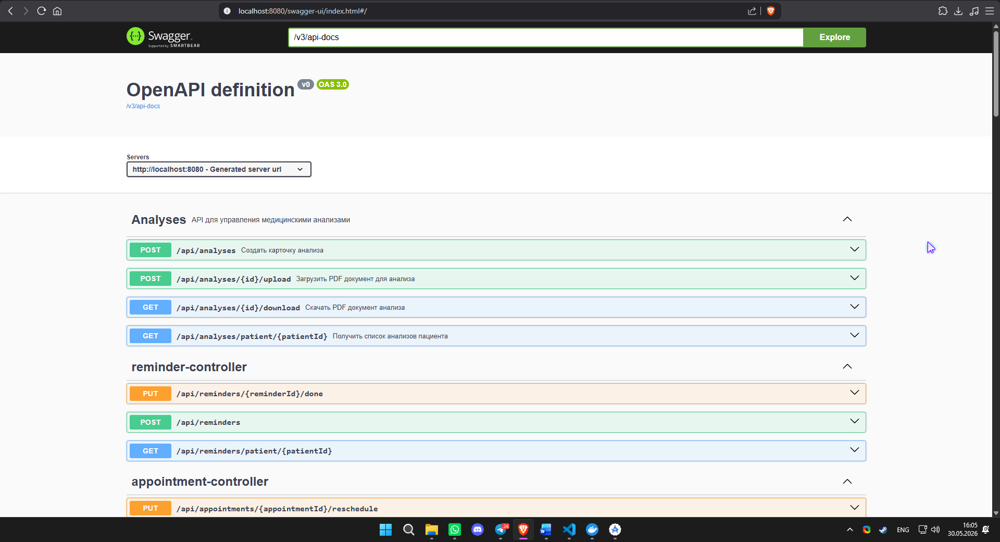 localhost:8080/swagger-ui/index.html#/
Swagger
Supported by SMARTBEAR
/v3/api-docs
Explore
OpenAPI definition v0 OAS 3.0
/v3/api-docs
Servers
http://localhost:8080 - Generated server url
Analyses API для управления медицинскими анализами
POST /api/analyses Создать карточку анализа
POST /api/analyses/{id}/upload Загрузить PDF документ для анализа
GET /api/analyses/{id}/download Скачать PDF документ анализа
GET /api/analyses/patient/{patientId} Получить список анализов пациента
reminder-controller
PUT /api/reminders/{reminderId}/done
POST /api/reminders
GET /api/reminders/patient/{patientId}
appointment-controller
PUT /api/appointments/{appointmentId}/reschedule
26
ENG
16:05
30.05.2026